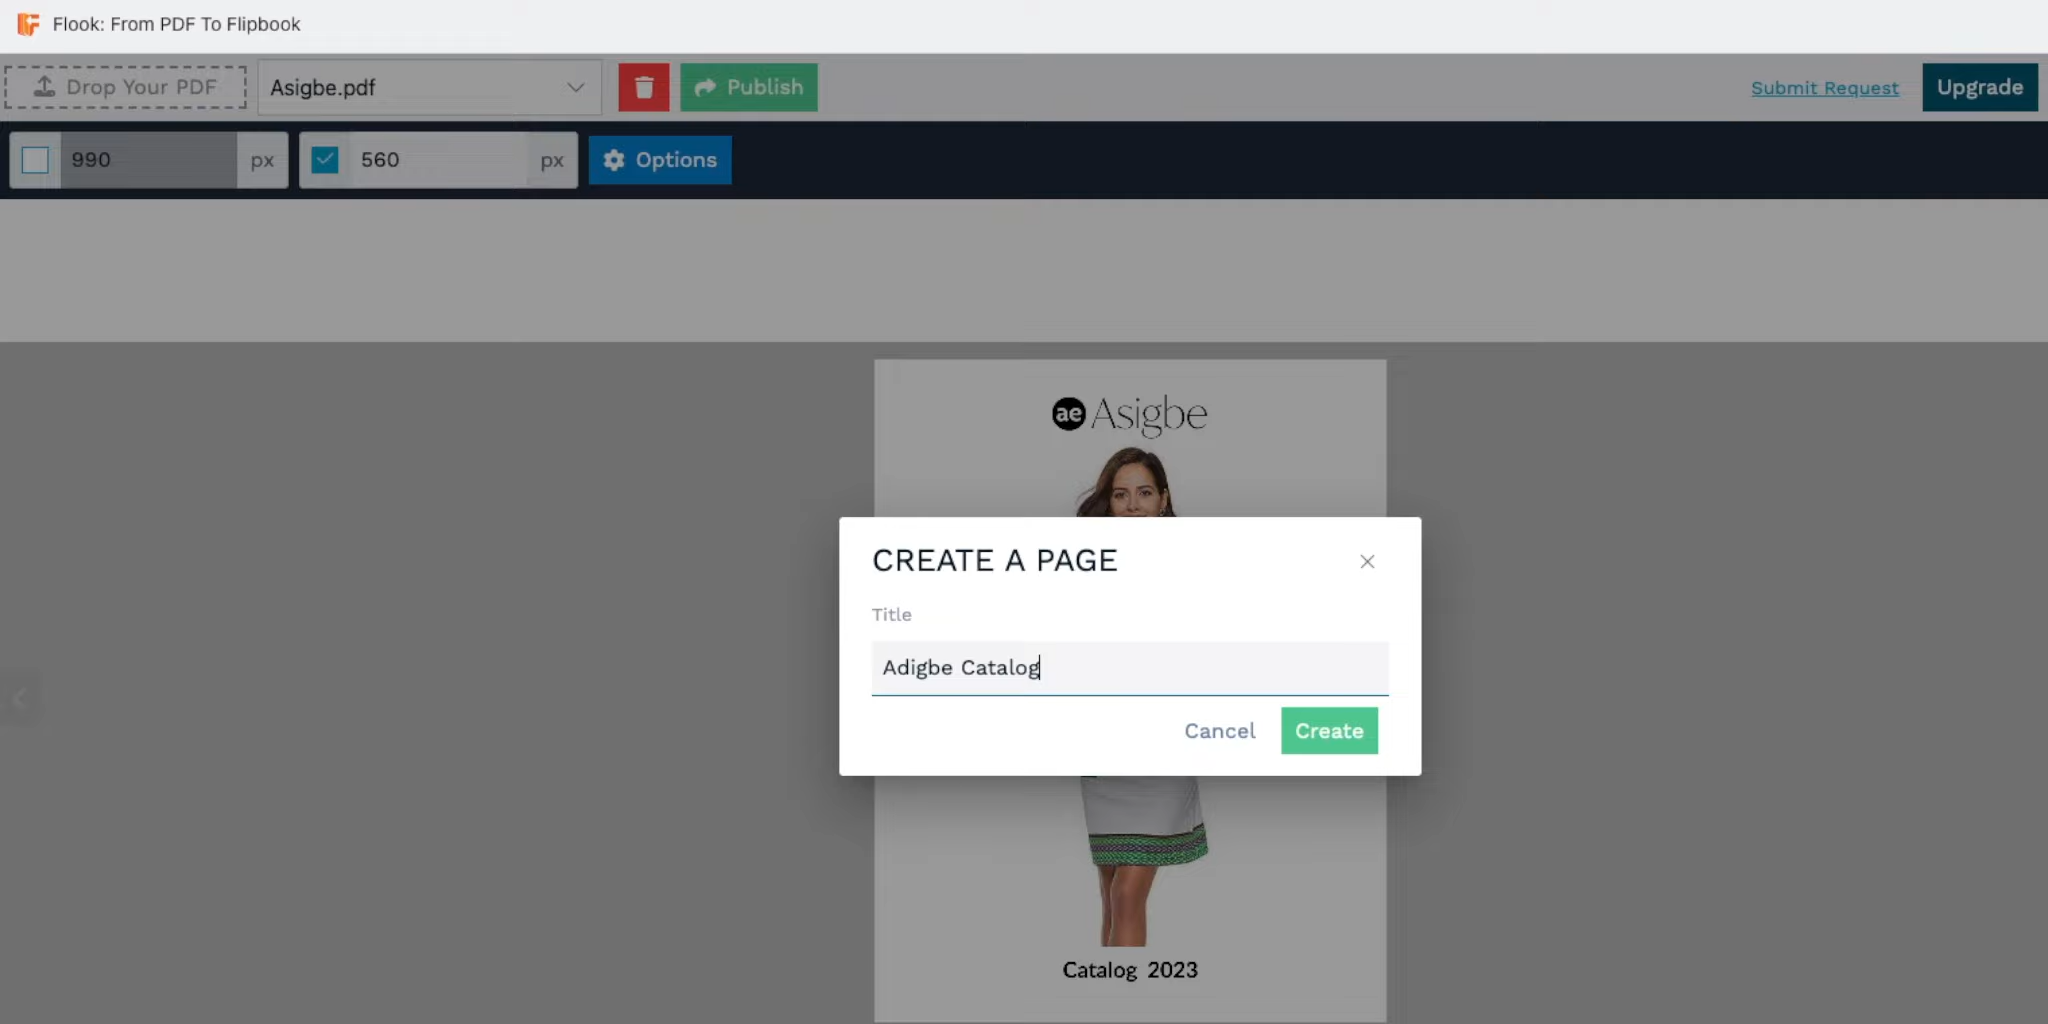 Flook: From PDF To Flipbook
Drop Your PDF
Asigbe.pdf
Publish
Submit Request
Upgrade
990 px
560 px
Options
ae Asigbe
CREATE A PAGE
Title
Adigbe Catalog
Cancel
Create
Catalog 2023